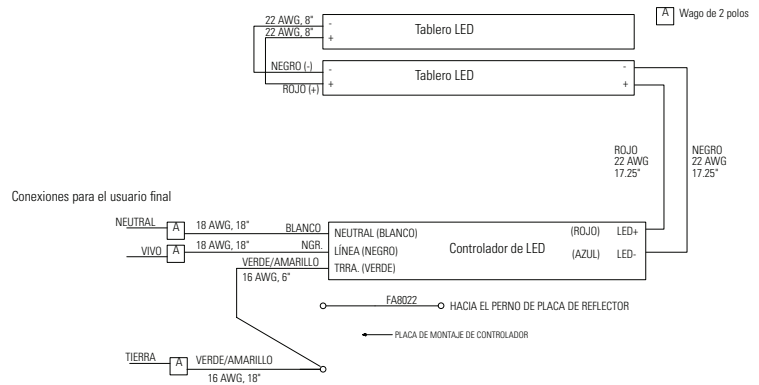 22 AWG, 8"
22 AWG, 8"
- Tablero LED
+
A Wago de 2 polos
NEGRO (-)
ROJO (+)
- Tablero LED -
+ +
ROJO
22 AWG
17.25"
NEGRO
22 AWG
17.25"
Conexiones para el usuario final
NEUTRAL A 18 AWG, 18" BLANCO NEUTRAL (BLANCO) (ROJO) LED+
VIVO A 18 AWG, 18" NGR. LÍNEA (NEGRO) Controlador de LED (AZUL) LED-
VERDE/AMARILLO TRRA. (VERDE)
16 AWG, 6"
FA8022 HACIA EL PERNO DE PLACA DE REFLECTOR
PLACA DE MONTAJE DE CONTROLADOR
TIERRA A VERDE/AMARILLO
16 AWG, 18"